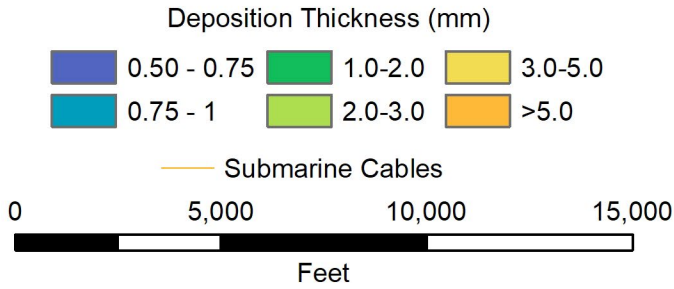 Deposition Thickness (mm)
0.50 - 0.75 1.0-2.0 3.0-5.0
0.75 - 1 2.0-3.0 >5.0
Submarine Cables
0 5,000 10,000 15,000
Feet